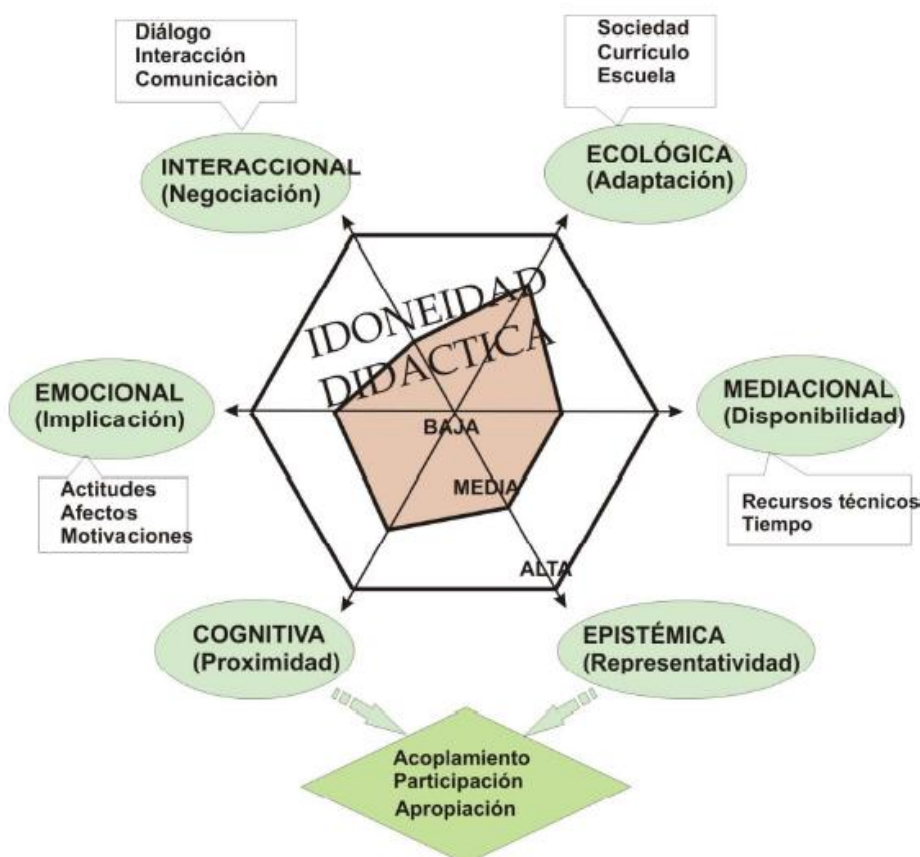 Diálogo
Interacción
Comunicaciòn
Sociedad
Currículo
Escuela
INTERACCIONAL
(Negociación)
ECOLÓGICA
(Adaptación)
IDONEIDAD
DIDACTICA
EMOCIONAL
(Implicación)
BAJA
MEDIACIONAL
(Disponibilidad)
Actitudes
Afectos
Motivaciones
MEDIA
Recursos técnicos
Tiempo
ALTA
COGNITIVA
(Proximidad)
EPISTÉMICA
(Representatividad)
Acoplamiento
Participación
Apropiación